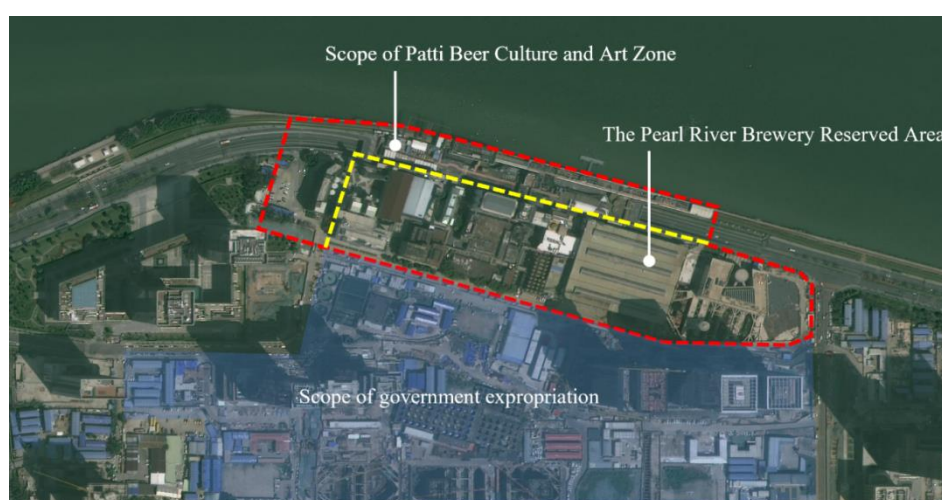 Scope of Patti Beer Culture and Art Zone
The Pearl River Brewery Reserved Area
Scope of government expropriation